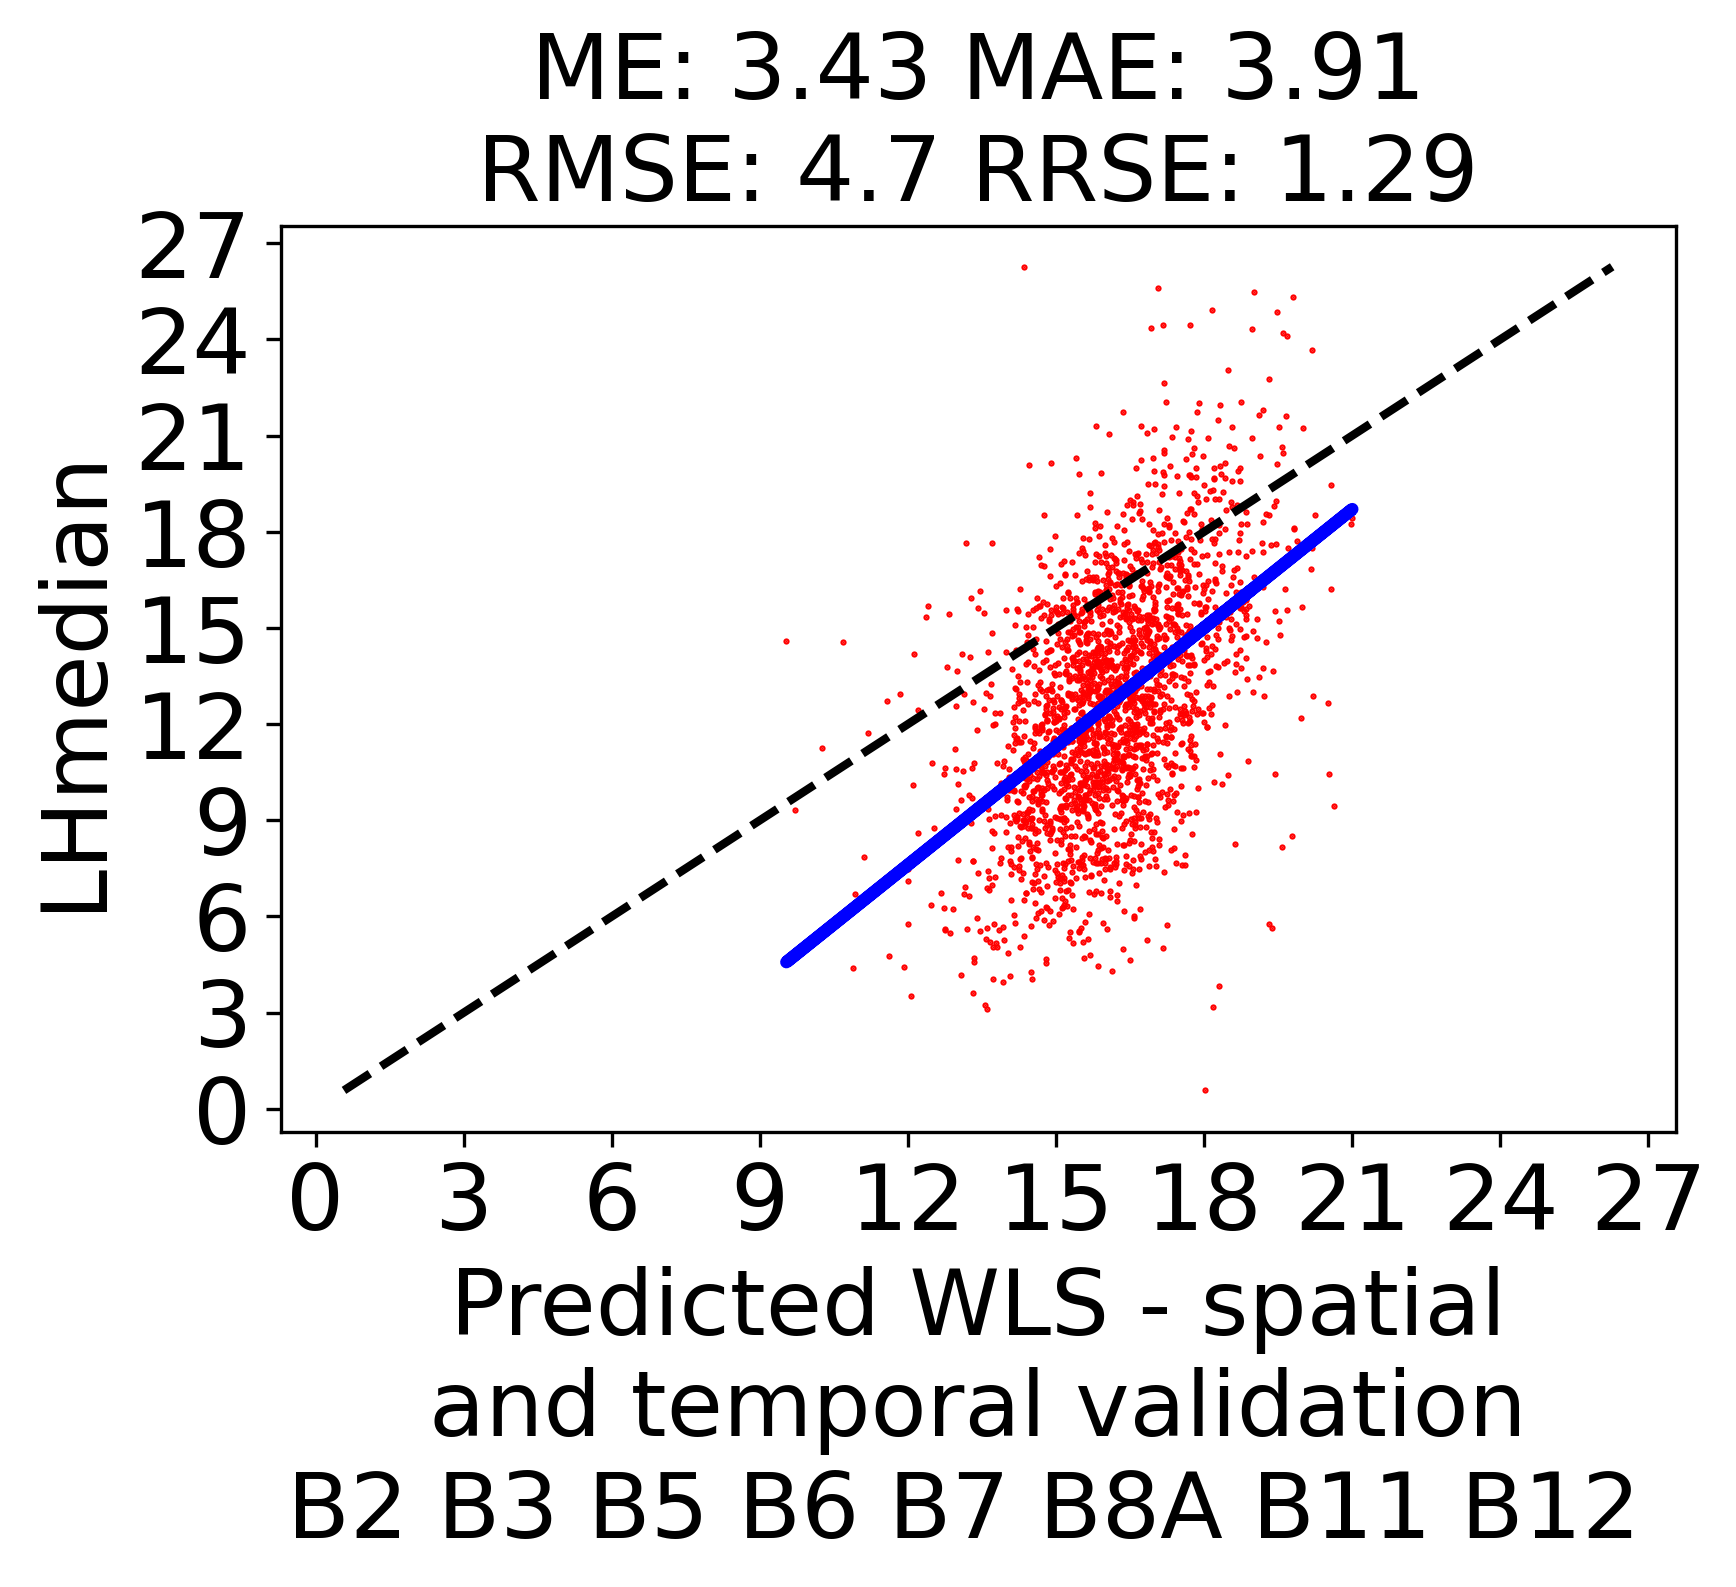 ME: 3.43 MAE: 3.91
RMSE: 4.7 RRSE: 1.29
27
24
21
18
15
12
9
6
3
0
LHmedian
0 3 6 9 12 15 18 21 24 27
Predicted WLS - spatial
and temporal validation
B2 B3 B5 B6 B7 B8A B11 B12